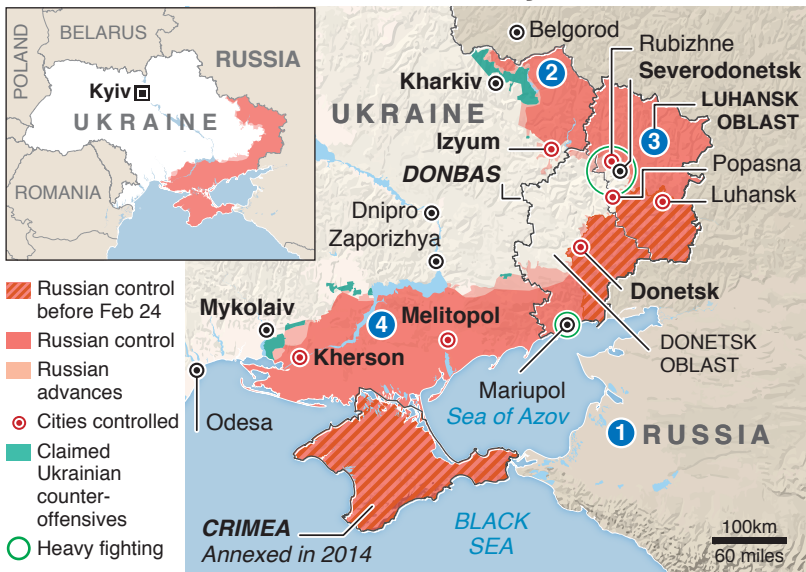 BELARUS
POLAND
RUSSIA
Kyiv
UKRAINE
ROMANIA
Belgorod
Rubizhne
Severodonetsk
2
Kharkiv
UKRAINE
LUHANSK
OBLAST
3
Izyum
DONBAS
Popasna
Luhansk
Dnipro
Zaporizhya
Donetsk
Mykolaiv
4
Melitopol
Kherson
DONETSK
OBLAST
Mariupol
Sea of Azov
Odesa
1
RUSSIA
CRIMEA
Annexed in 2014
BLACK
SEA
100km
60 miles
Russian control
before Feb 24
Russian control
Russian
advances
Cities controlled
Claimed
Ukrainian
counter-
offensives
Heavy fighting